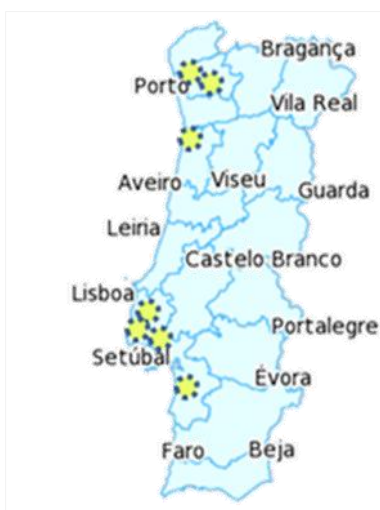 Bragança
Porto
Vila Real
Aveiro
Viseu
Guarda
Leiria
Castelo Branco
Lisboa
Portalegre
Setúbal
Évora
Faro
Beja